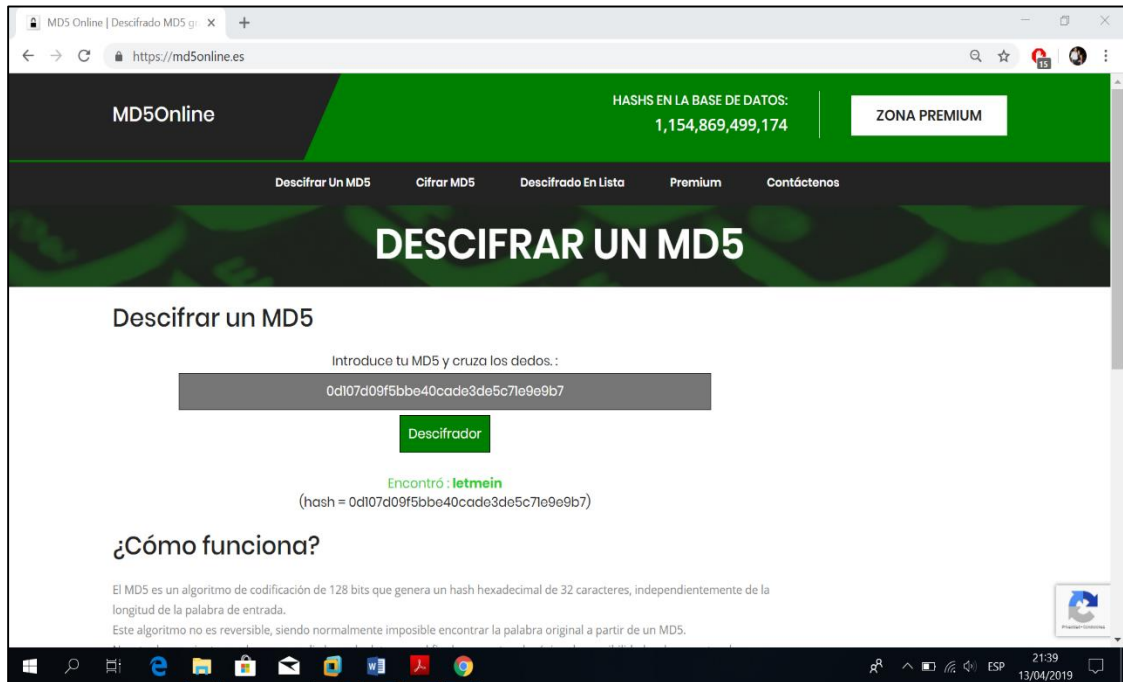 MD5 Online | Descifrado MD5 g
https://md5online.es
15
MD5Online
HASHS EN LA BASE DE DATOS:
1,154,869,499,174
ZONA PREMIUM
Descifrar Un MD5 Cifrar MD5 Descifrado En Lista Premium Contáctenos
DESCIFRAR UN MD5
Descifrar un MD5
Introduce tu MD5 y cruza los dedos. :
0d107d09f5bbe40cade3de5c71e9e9b7
Descifrador
Encontró : letmein
(hash = 0d107d09f5bbe40cade3de5c71e9e9b7)
¿Cómo funciona?
El MD5 es un algoritmo de codificación de 128 bits que genera un hash hexadecimal de 32 caracteres, independientemente de la
longitud de la palabra de entrada.
Este algoritmo no es reversible, siendo normalmente imposible encontrar la palabra original a partir de un MD5.
ESP
21:39
13/04/2019